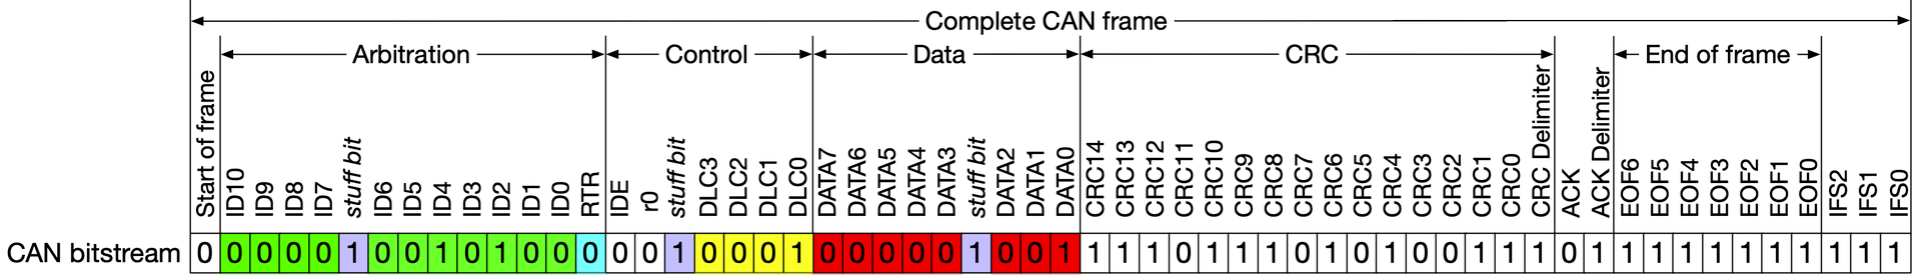 Complete CAN frame
Arbitration Control Data CRC End of frame
Start of frame ID10 ID9 ID8 ID7 stuff bit ID6 ID5 ID4 ID3 ID2 ID1 ID0 RTR IDE r0 stuff bit DLC3 DLC2 DLC1 DLC0 DATA7 DATA6 DATA5 DATA4 DATA3 stuff bit DATA2 DATA1 DATA0 CRC14 CRC13 CRC12 CRC11 CRC10 CRC9 CRC8 CRC7 CRC6 CRC5 CRC4 CRC3 CRC2 CRC1 CRC0 CRC Delimiter ACK ACK Delimiter EOF6 EOF5 EOF4 EOF3 EOF2 EOF1 EOF0 IFS2 IFS1 IFS0
CAN bitstream 0 0 0 0 0 1 0 0 1 0 1 0 0 0 0 0 1 0 0 0 1 0 0 0 0 0 1 0 0 1 1 1 1 0 1 1 1 0 1 0 1 0 0 1 1 1 0 1 1 1 1 1 1 1 1 1 1 1